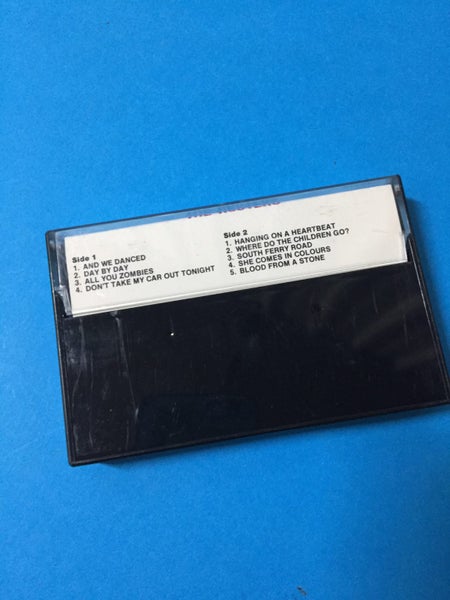 Side 1
1. AND WE DANCED
2. DAY BY DAY
3. ALL YOU ZOMBIES
4. DON'T TAKE MY CAR OUT TONIGHT
Side 2
1. HANGING ON A HEARTBEAT
2. WHERE DO THE CHILDREN GO?
3. SOUTH FERRY ROAD
4. SHE COMES IN COLOURS
5. BLOOD FROM A STONE